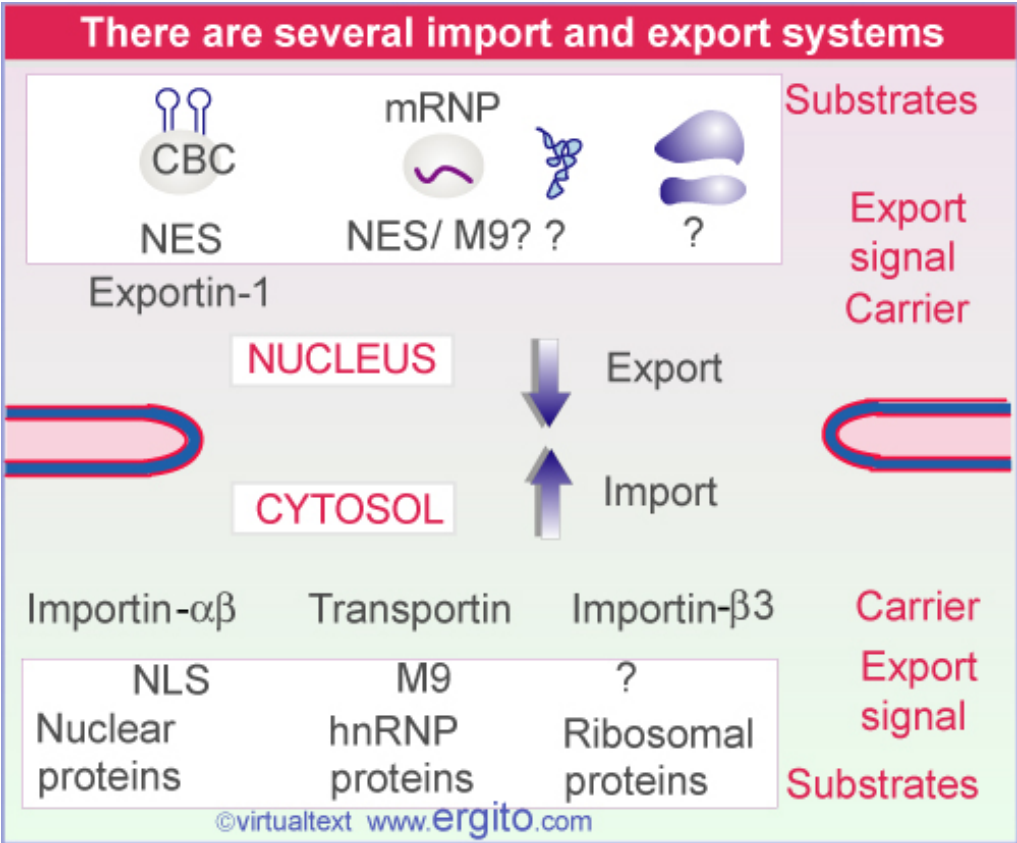 There are several import and export systems
Substrates
CBC
mRNP
NES
NES/ M9?
?
?
Export
signal
Exportin-1
Carrier
NUCLEUS
Export
CYTOSOL
Import
Importin-αβ
Transportin
Importin-β3
Carrier
NLS
M9
?
Export
signal
Nuclear
proteins
hnRNP
proteins
Ribosomal
proteins
Substrates
©virtualtext www.ergito.com